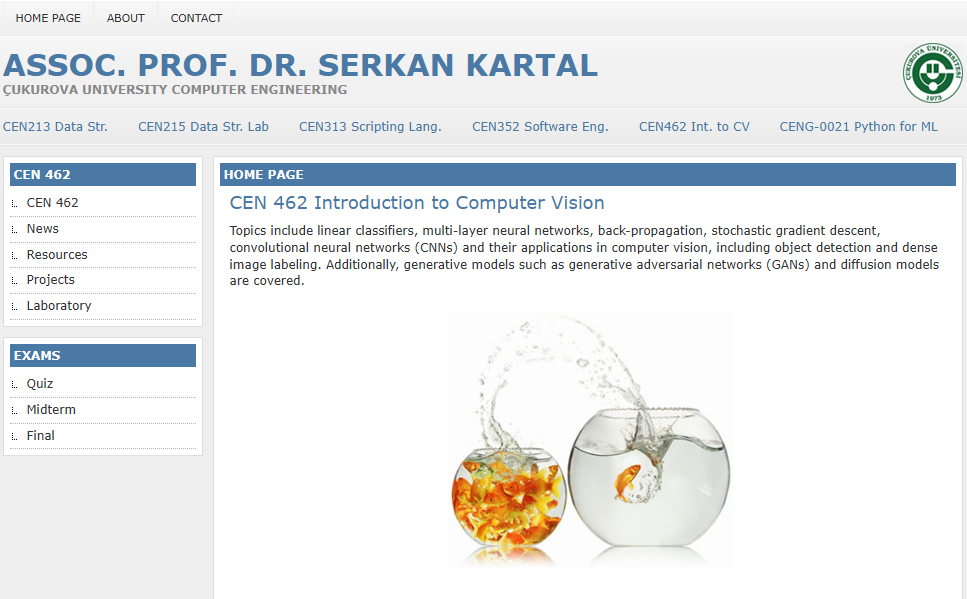 HOME PAGE ABOUT CONTACT
ASSOC. PROF. DR. SERKAN KARTAL
ÇUKUROVA UNIVERSITY COMPUTER ENGINEERING
ÇUKUROVA ÜNİVERSİTESİ
1973
CEN213 Data Str. CEN215 Data Str. Lab CEN313 Scripting Lang. CEN352 Software Eng. CEN462 Int. to CV CENG-0021 Python for ML
CEN 462
CEN 462
News
Resources
Projects
Laboratory
EXAMS
Quiz
Midterm
Final
HOME PAGE
CEN 462 Introduction to Computer Vision
Topics include linear classifiers, multi-layer neural networks, back-propagation, stochastic gradient descent,
convolutional neural networks (CNNs) and their applications in computer vision, including object detection and dense
image labeling. Additionally, generative models such as generative adversarial networks (GANs) and diffusion models
are covered.